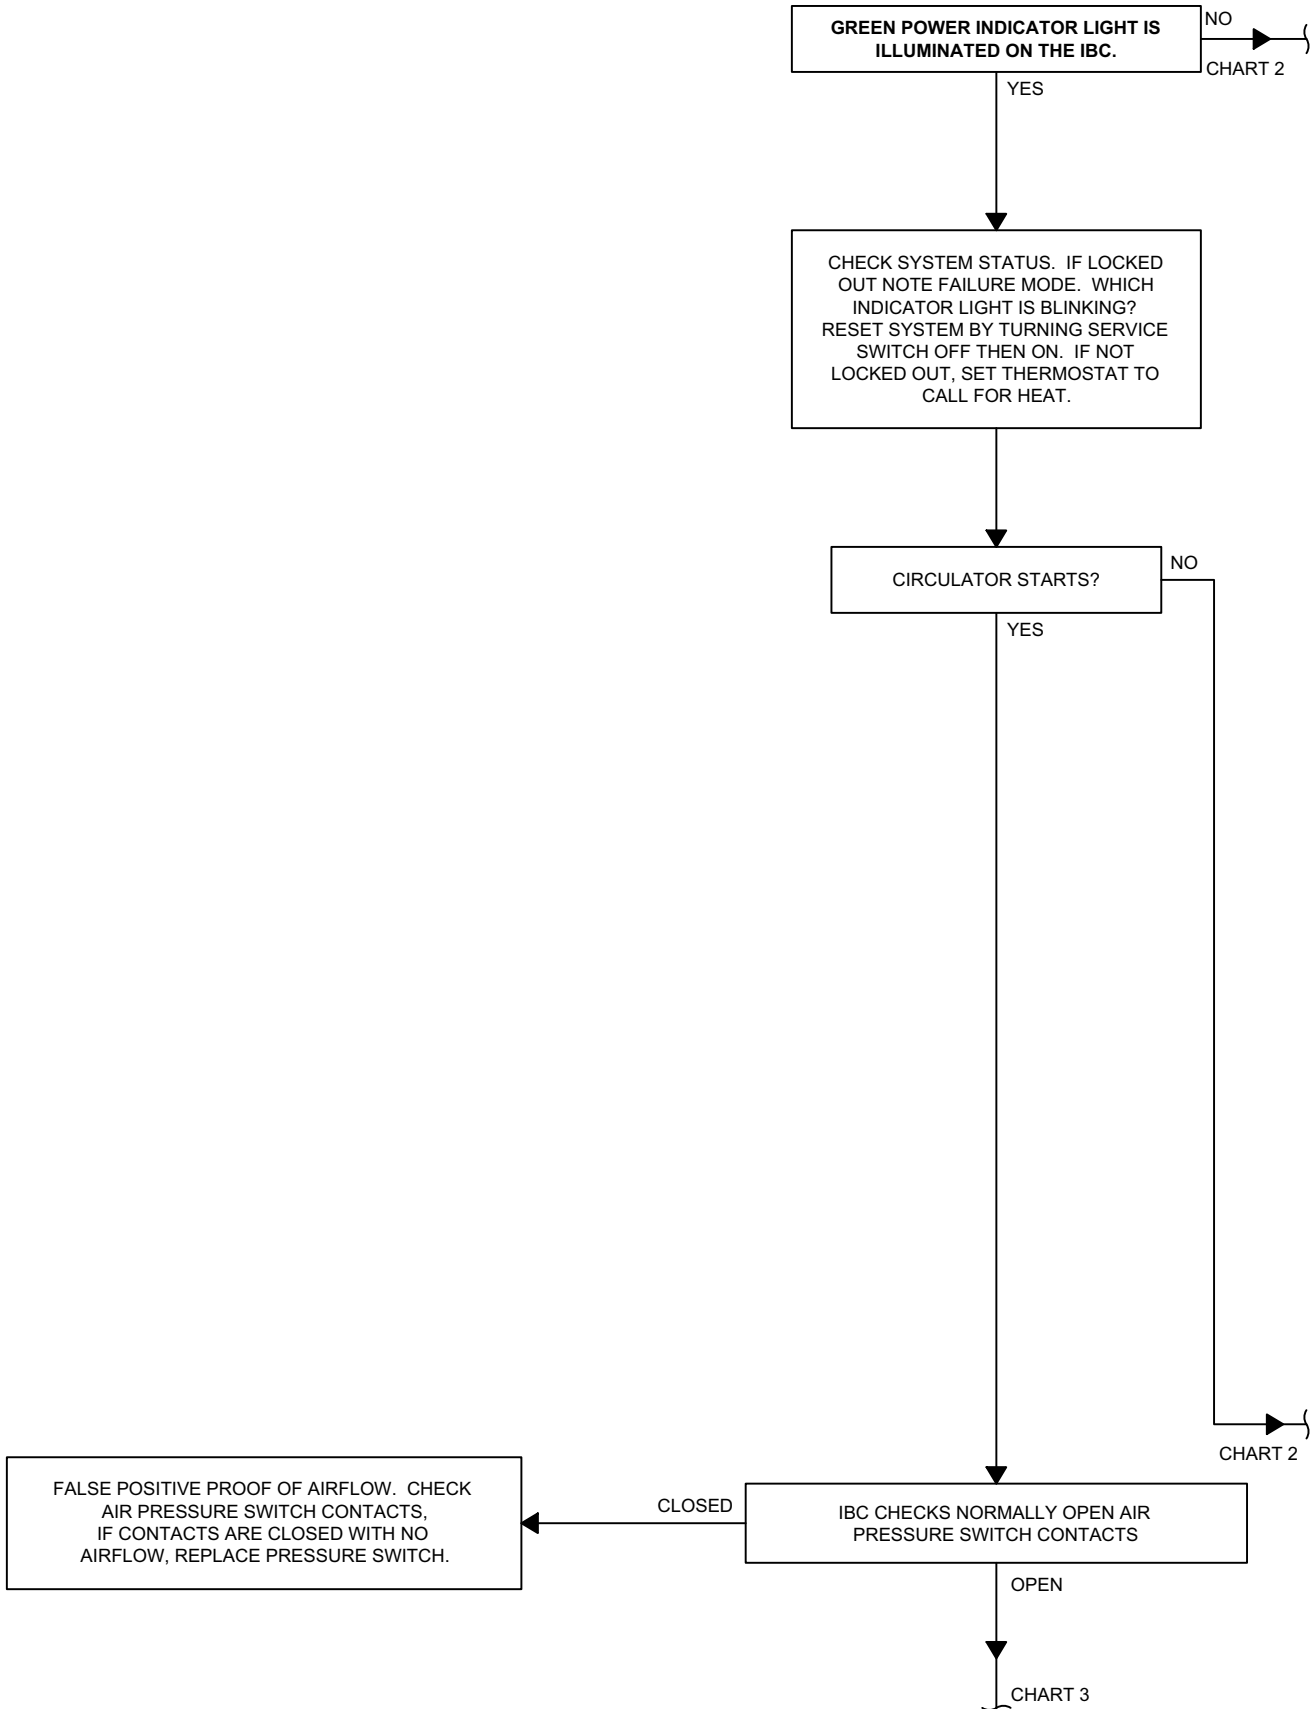 GREEN POWER INDICATOR LIGHT IS
ILLUMINATED ON THE IBC.
NO
CHART 2
YES
CHECK SYSTEM STATUS. IF LOCKED
OUT NOTE FAILURE MODE. WHICH
INDICATOR LIGHT IS BLINKING?
RESET SYSTEM BY TURNING SERVICE
SWITCH OFF THEN ON. IF NOT
LOCKED OUT, SET THERMOSTAT TO
CALL FOR HEAT.
CIRCULATOR STARTS?
NO
YES
CHART 2
FALSE POSITIVE PROOF OF AIRFLOW. CHECK
AIR PRESSURE SWITCH CONTACTS,
IF CONTACTS ARE CLOSED WITH NO
AIRFLOW, REPLACE PRESSURE SWITCH.
CLOSED
IBC CHECKS NORMALLY OPEN AIR
PRESSURE SWITCH CONTACTS
OPEN
CHART 3